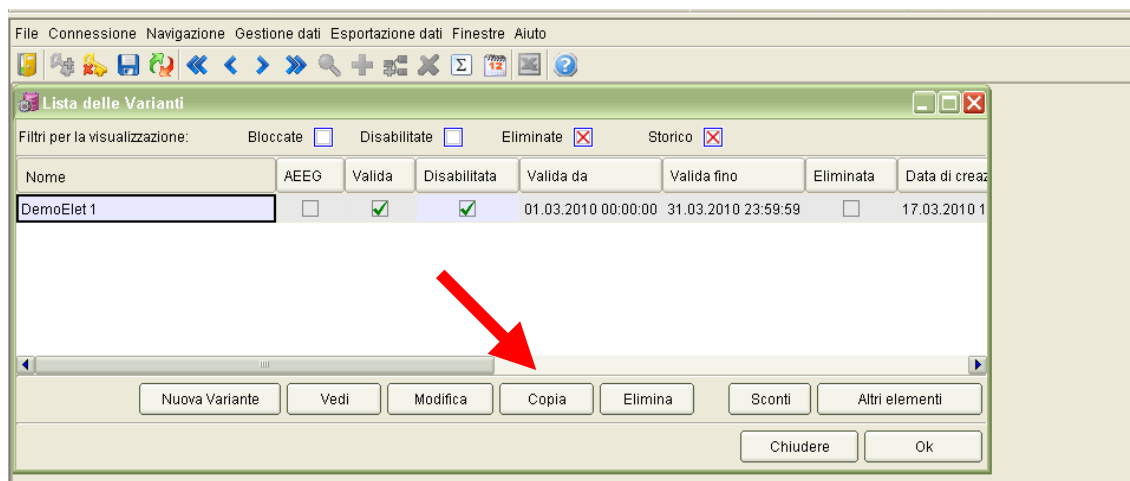 File Connessione Navigazione Gestione dati Esportazione dati Finestre Aiuto
12
Lista delle Varianti
Filtri per la visualizzazione: Bloccate Disabilitate Eliminate Storico
Nome AEEG Valida Disabilitata Valida da Valida fino Eliminata Data di creaz
DemoElet 1 01.03.2010 00:00:00 31.03.2010 23:59:59 17.03.2010 1
Nuova Variante Vedi Modifica Copia Elimina Sconti Altri elementi
Chiudere Ok